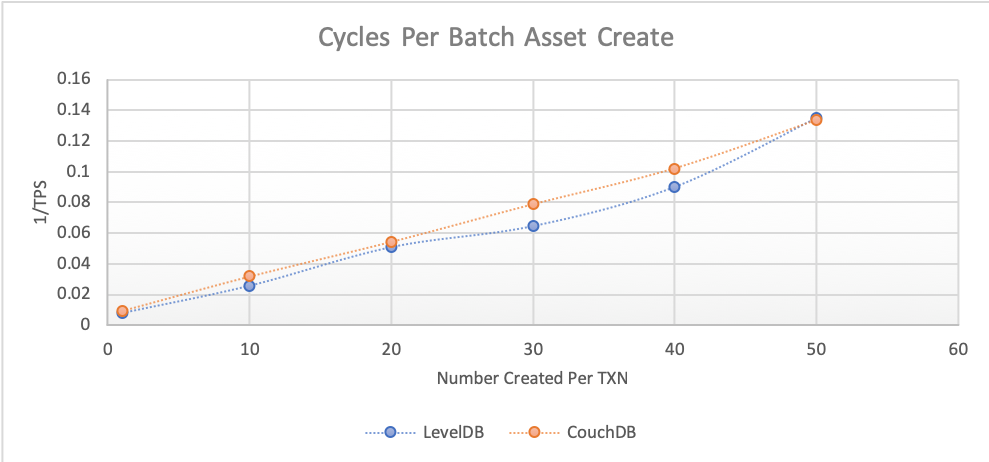 Cycles Per Batch Asset Create
0.16
0.14
0.12
0.1
0.08
0.06
0.04
0.02
0
1/TPS
0 10 20 30 40 50 60
Number Created Per TXN
LevelDB CouchDB